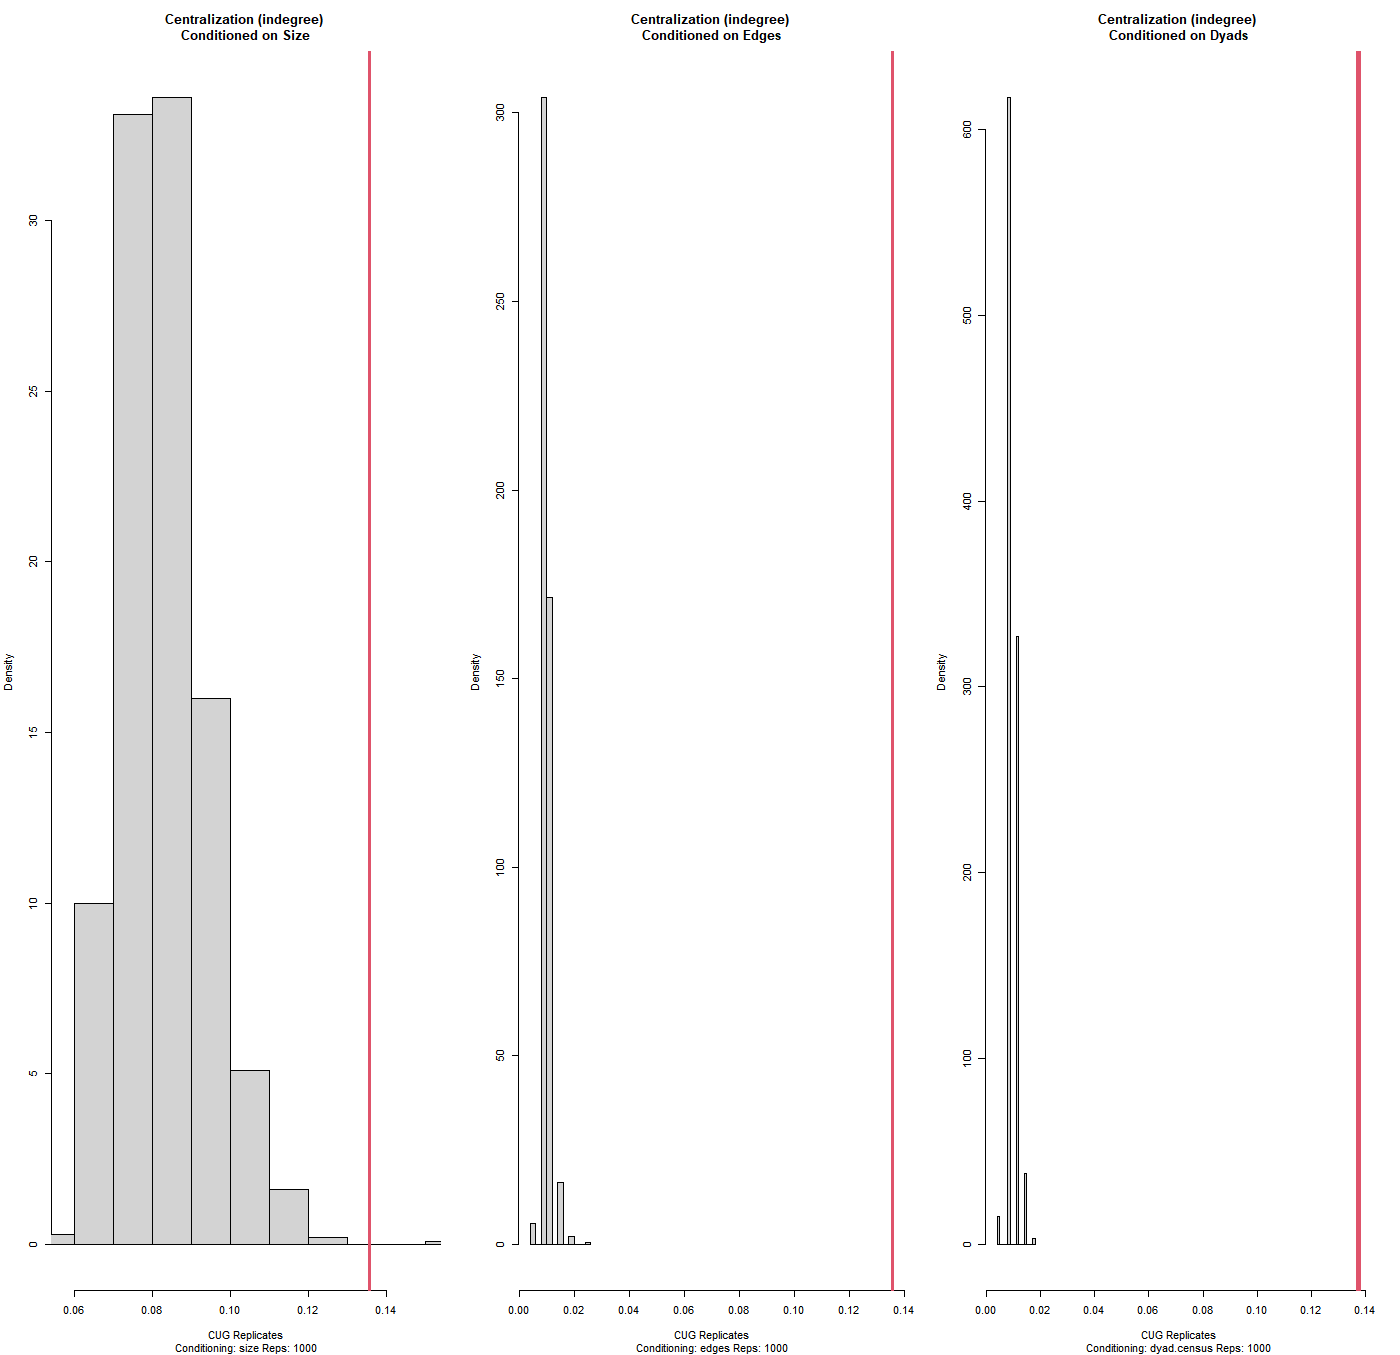 Centralization (indegree)
Conditioned on Size
Density
30
25
20
15
10
5
0
0.06 0.08 0.10 0.12 0.14
CUG Replicates
Conditioning: size Reps: 1000
Centralization (indegree)
Conditioned on Edges
Density
300
250
200
150
100
50
0
0.00 0.02 0.04 0.06 0.08 0.10 0.12 0.14
CUG Replicates
Conditioning: edges Reps: 1000
Centralization (indegree)
Conditioned on Dyads
Density
600
500
400
300
200
100
0
0.00 0.02 0.04 0.06 0.08 0.10 0.12 0.14
CUG Replicates
Conditioning: dyad.census Reps: 1000